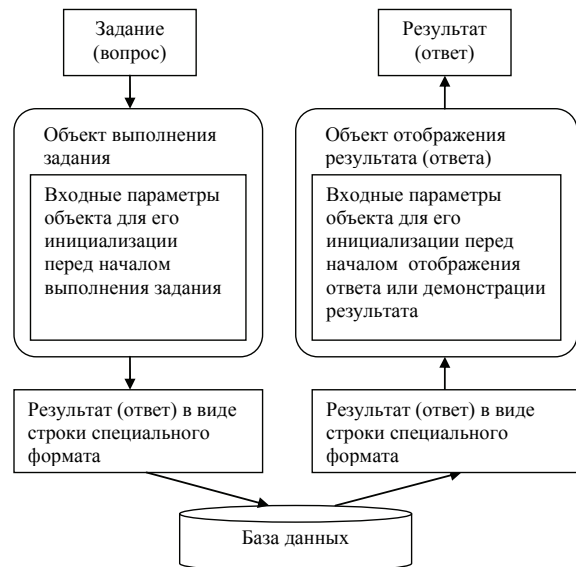 Задание
(вопрос)
Объект выполнения
задания
Входные параметры
объекта для его
инициализации
перед началом
выполнения задания
Результат (ответ) в виде
строки специального
формата
База данных
Результат
(ответ)
Объект отображения
результата (ответа)
Входные параметры
объекта для его
инициализации перед
началом отображения
ответа или демонстрации
результата
Результат (ответ) в виде
строки специального
формата